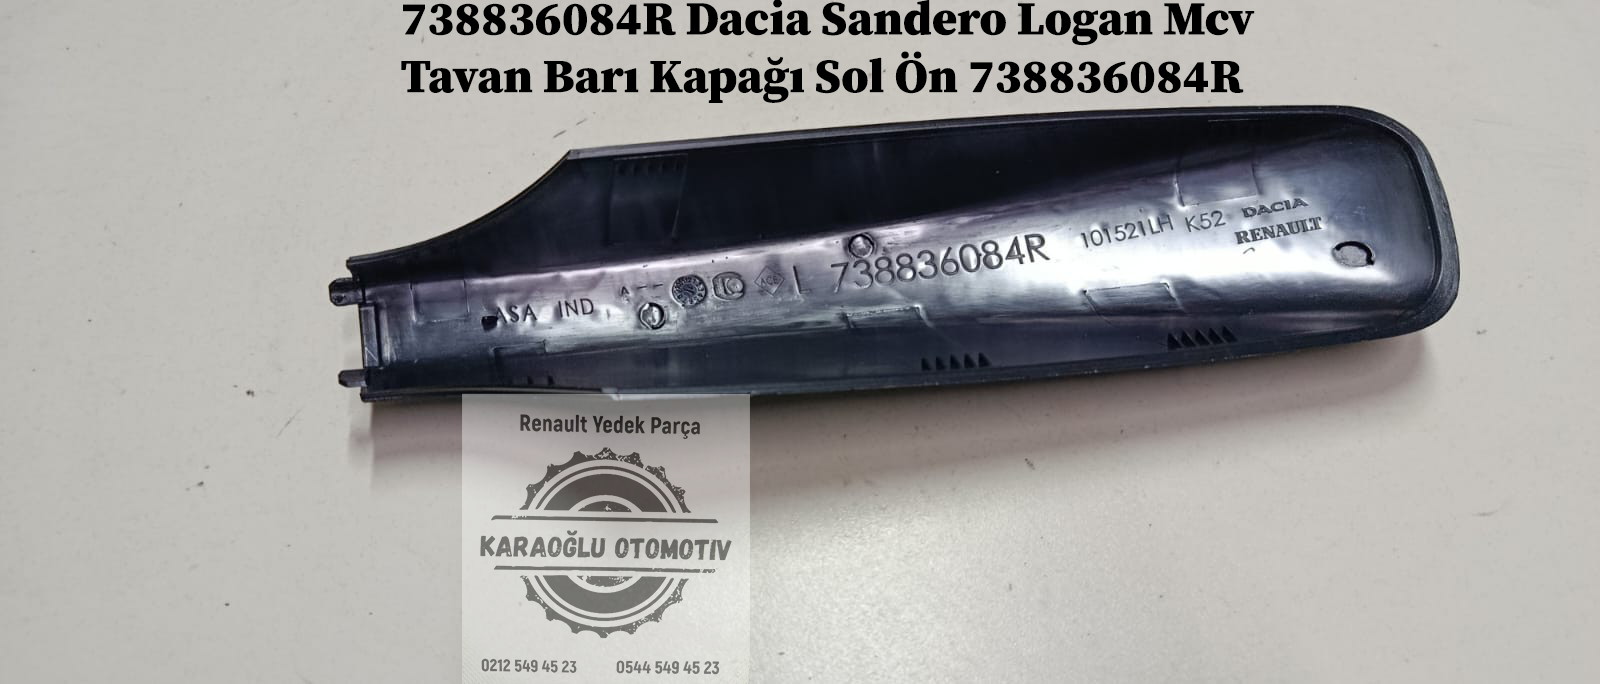 738836084R Dacia Sandero Logan Mcv
Tavan Barı Kapağı Sol Ön 738836084R
DACIA
RENAULT
101521LH K52
L 738836084R
ASA IND
Renault Yedek Parça
KARAOĞLU OTOMOTIV
0212 549 45 23 0544 549 45 23